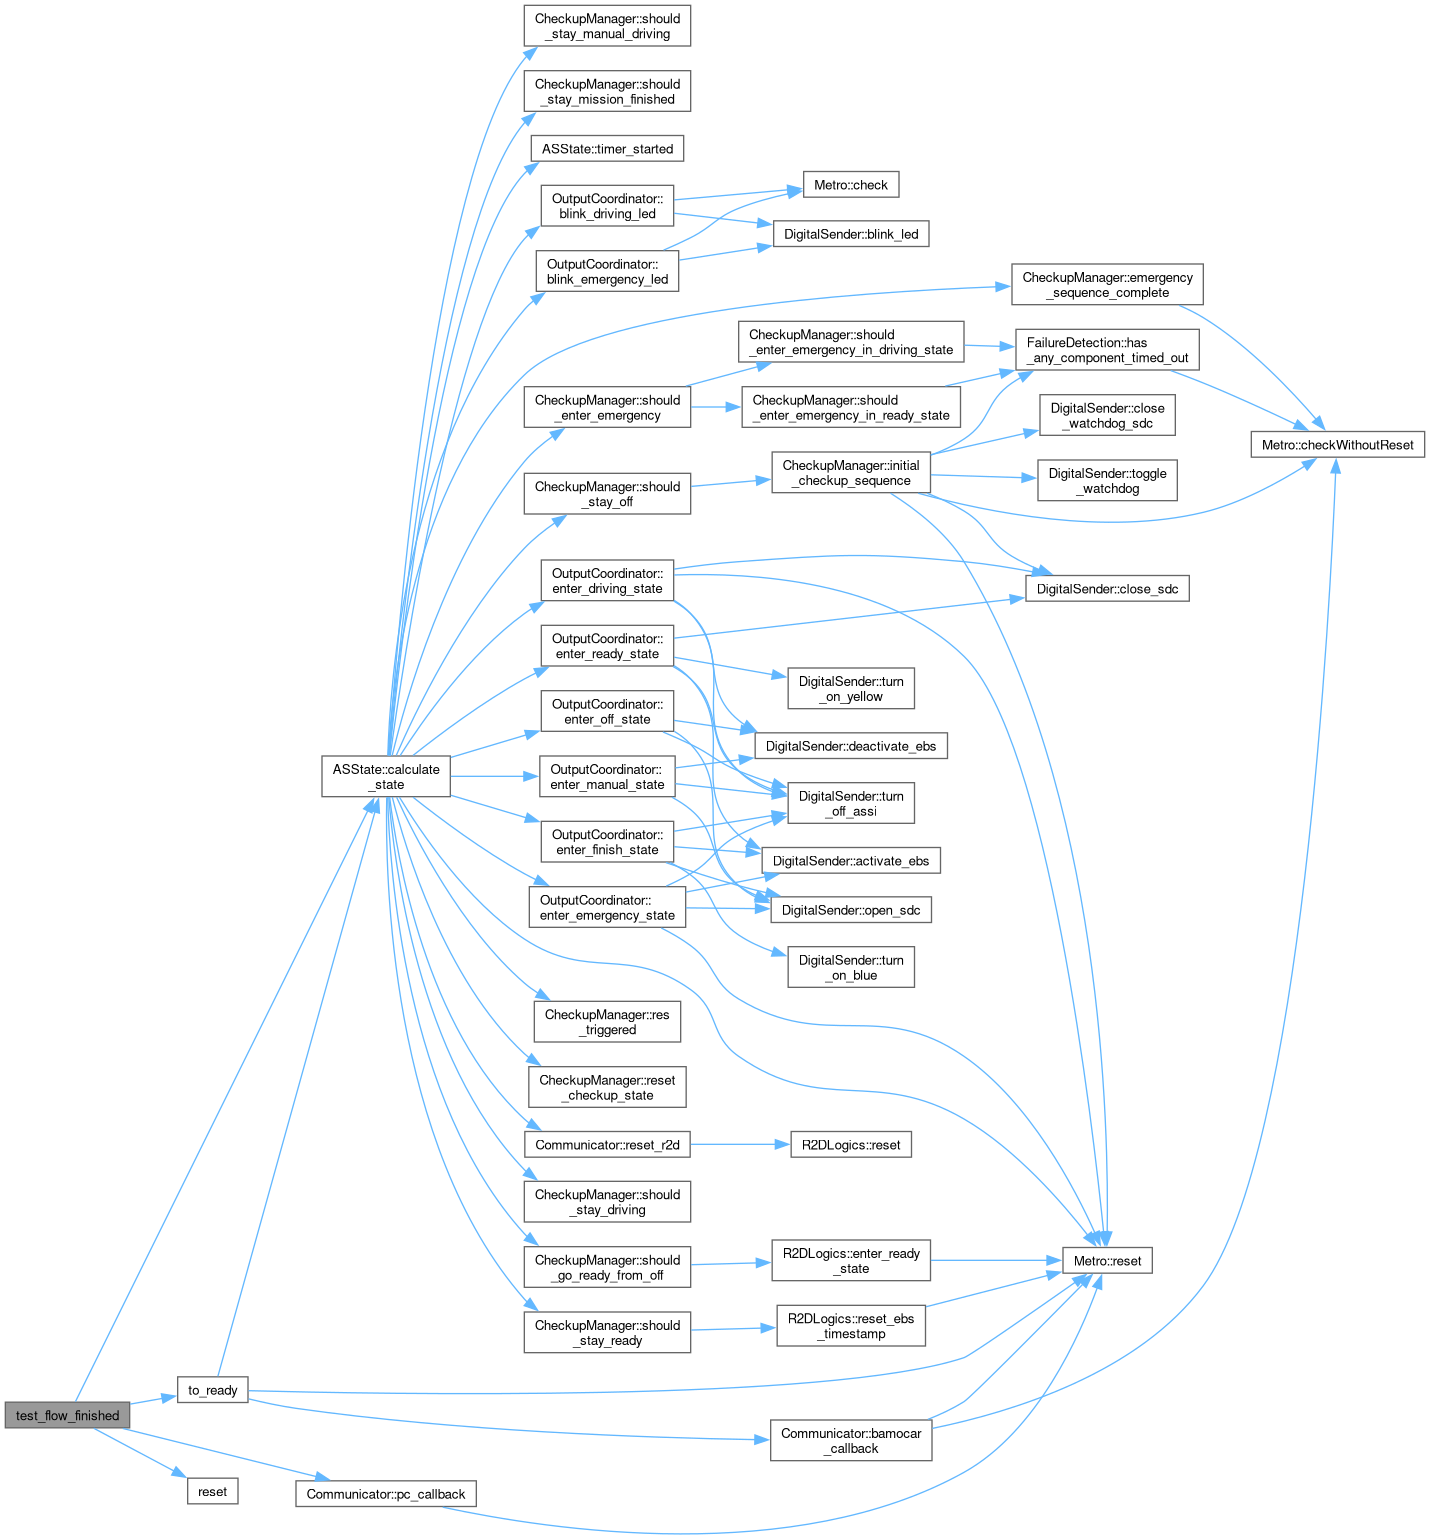 CheckupManager::should
_stay_manual_driving
CheckupManager::should
_stay_mission_finished
ASState::timer_started
OutputCoordinator::
blink_driving_led
Metro::check
DigitalSender::blink_led
OutputCoordinator::
blink_emergency_led
CheckupManager::emergency
_sequence_complete
CheckupManager::should
_enter_emergency_in_driving_state
FailureDetection::has
_any_component_timed_out
CheckupManager::should
_enter_emergency
CheckupManager::should
_enter_emergency_in_ready_state
DigitalSender::close
_watchdog_sdc
Metro::checkWithoutReset
CheckupManager::initial
_checkup_sequence
DigitalSender::toggle
_watchdog
CheckupManager::should
_stay_off
OutputCoordinator::
enter_driving_state
DigitalSender::close_sdc
OutputCoordinator::
enter_ready_state
DigitalSender::turn
_on_yellow
OutputCoordinator::
enter_off_state
DigitalSender::deactivate_ebs
ASState::calculate
_state
OutputCoordinator::
enter_manual_state
DigitalSender::turn
_off_assi
OutputCoordinator::
enter_finish_state
DigitalSender::activate_ebs
OutputCoordinator::
enter_emergency_state
DigitalSender::open_sdc
DigitalSender::turn
_on_blue
CheckupManager::res
_triggered
CheckupManager::reset
_checkup_state
Communicator::reset_r2d
R2DLogics::reset
CheckupManager::should
_stay_driving
CheckupManager::should
_go_ready_from_off
R2DLogics::enter_ready
_state
Metro::reset
CheckupManager::should
_stay_ready
R2DLogics::reset_ebs
_timestamp
to_ready
test_flow_finished
Communicator::bamocar
_callback
reset
Communicator::pc_callback